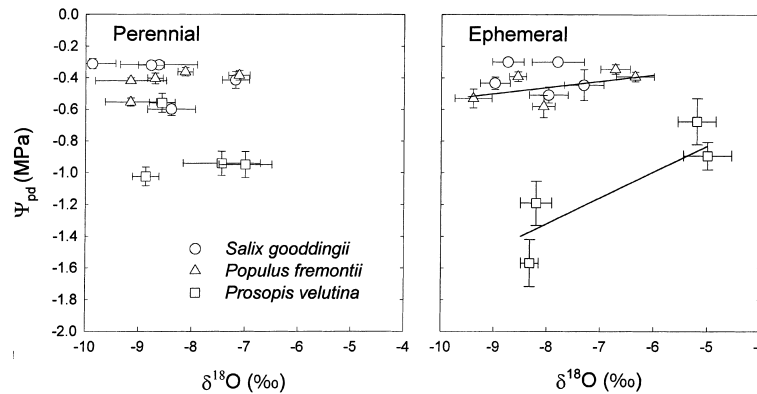 Perennial
Ephemeral
-0.0
-0.2
-0.4
-0.6
-0.8
-1.0
-1.2
-1.4
-1.6
-1.8
-2.0
Ψpd (MPa)
Salix gooddingii
Populus fremontii
Prosopis velutina
-10 -9 -8 -7 -6 -5 -4
-10 -9 -8 -7 -6 -5 -4
δ18O (‰)
δ18O (‰)